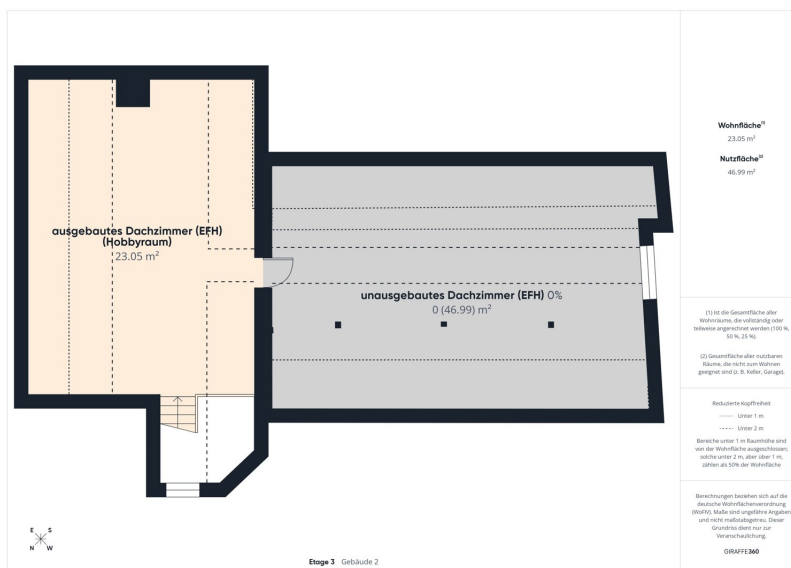 ausgebautes Dachzimmer (EFH)
(Hobbyraum)
23.05 m²
unausgebautes Dachzimmer (EFH) 0%
0 (46.99) m²
Wohnfläche⁽¹⁾
23.05 m²
Nutzfläche⁽²⁾
46.99 m²
(1) Ist die Gesamtfläche aller
Wohnräume, die vollständig oder
teilweise angerechnet werden (100 %,
50 %, 25 %).
(2) Gesamtfläche aller nutzbaren
Räume, die nicht zum Wohnen
geeignet sind (z. B. Keller, Garage).
Reduzierte Kopffreiheit
Unter 1 m
Unter 2 m
Bereiche unter 1 m Raumhöhe sind
von der Wohnfläche ausgeschlossen;
solche unter 2 m, aber über 1 m,
zählen als 50% der Wohnfläche
Berechnungen beziehen sich auf die
deutsche Wohnflächenverordnung
(WoFlV). Maße sind ungefähre Angaben
und nicht maßstabsgetreu. Dieser
Grundriss dient nur zur
Veranschaulichung.
GIRAFFE360
E S
N W
Etage 3 Gebäude 2